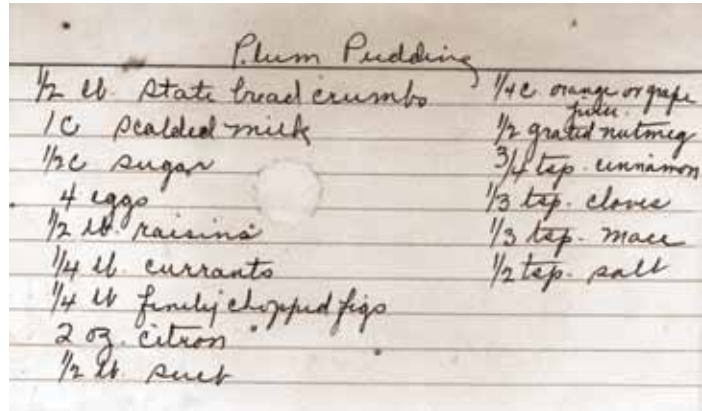 Plum Pudding
1/2 lb. State bread crumbs
1 C scalded milk
1/2 C sugar
4 eggs
1/2 lb. raisins
1/4 lb. currants
1/4 lb finely chopped figs
2 oz. citron
1/2 lb. suet
1/4 C orange or grape
juice.
1/2 grated nutmeg
3/4 tsp. cinnamon
1/3 tsp. cloves
1/3 tsp. mace
1/2 tsp. salt